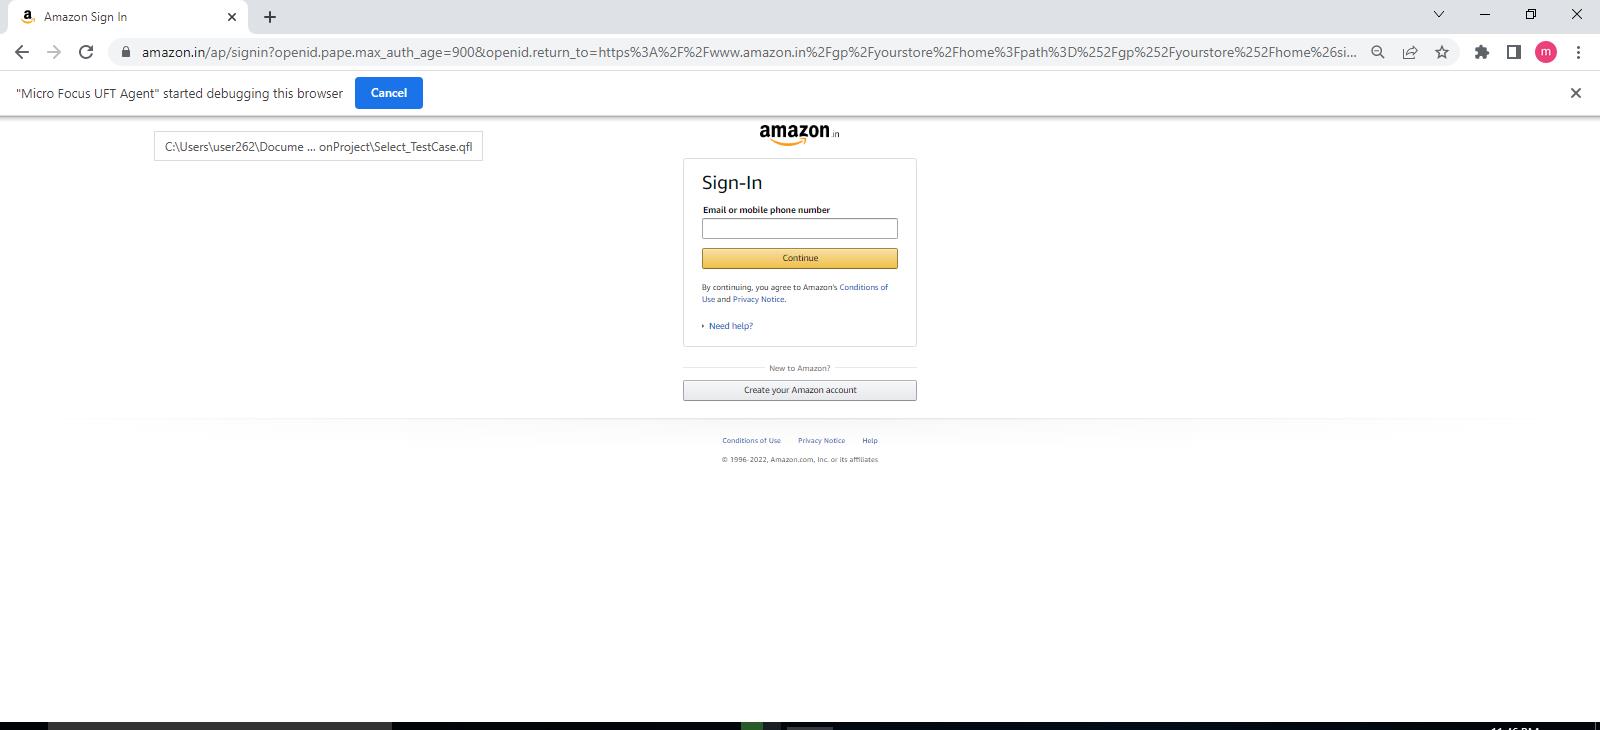 Amazon Sign In
amazon.in/ap/signin?openid.pape.max_auth_age=900&openid.return_to=https%3A%2F%2Fwww.amazon.in%2Fgp%2Fyourstore%2Fhome%3Fpath%3D%252Fgp%252Fyourstore%252Fhome%26si...
m
"Micro Focus UFT Agent" started debugging this browser
Cancel
amazon.in
C:\Users\user262\Docume ... onProject\Select_TestCase.qfl
Sign-In
Email or mobile phone number
Continue
By continuing, you agree to Amazon's Conditions of
Use and Privacy Notice.
Need help?
New to Amazon?
Create your Amazon account
Conditions of Use Privacy Notice Help
© 1996-2022, Amazon.com, Inc. or its affiliates